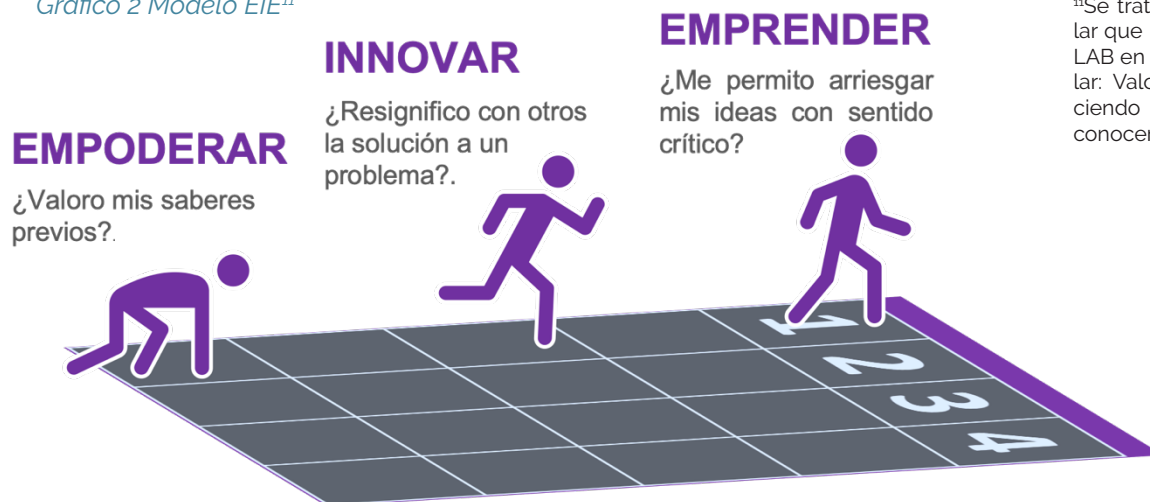 Gráfico 2 Modelo EIE¹¹
EMPODERAR
¿Valoro mis saberes
previos?.
INNOVAR
¿Resignifico con otros
la solución a un
problema?.
EMPRENDER
¿Me permito arriesgar
mis ideas con sentido
crítico?
1
2
3
4
¹¹Se trat
lar que
LAB en
lar: Valo
ciendo
conocer